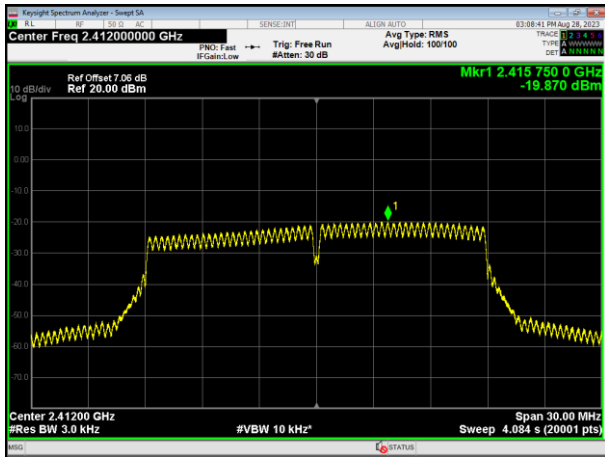 Keysight Spectrum Analyzer - Swept SA
RL RF 50 Ω AC SENSE:INT ALIGN AUTO 03:08:41 PM Aug 28, 2023
Center Freq 2.412000000 GHz
PNO: Fast
IFGain:Low
Trig: Free Run
#Atten: 30 dB
Avg Type: RMS
Avg|Hold: 100/100
TRACE 1 2 3 4 5 6
TYPE A WWWWW
DET A N N N N N
Ref Offset 7.06 dB
Ref 20.00 dBm
Mkr1 2.415 750 0 GHz
-19.870 dBm
10 dB/div
Log
10.0
0.00
-10.0
1
-20.0
-30.0
-40.0
-50.0
-60.0
-70.0
Center 2.41200 GHz Span 30.00 MHz
#Res BW 3.0 kHz #VBW 10 kHz* Sweep 4.084 s (20001 pts)
MSG STATUS